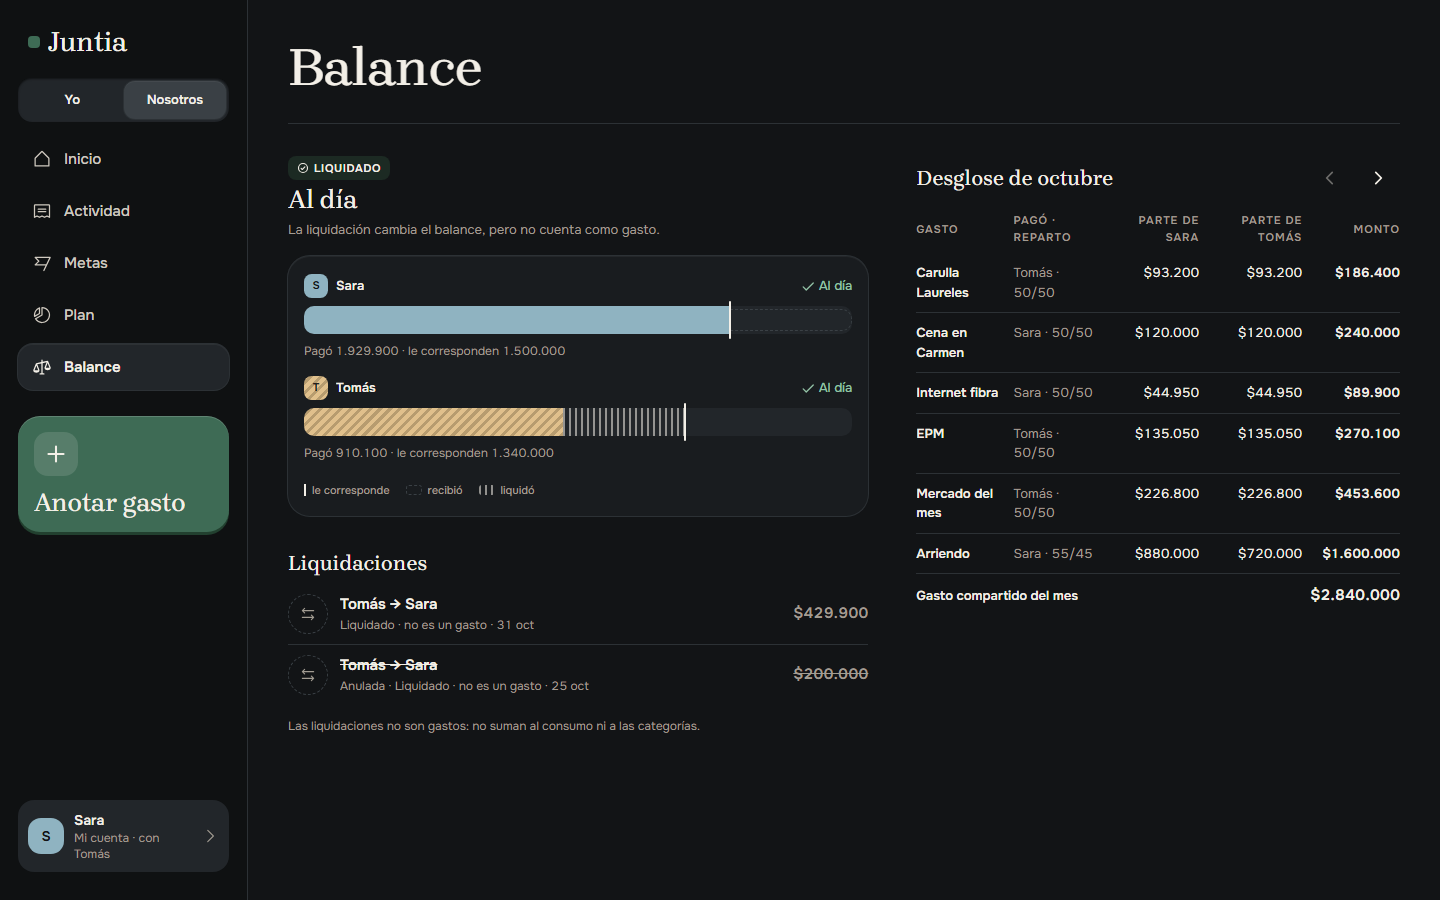 Juntia
Yo
Nosotros
Inicio
Actividad
Metas
Plan
Balance
Anotar gasto
S
Sara
Mi cuenta · con
Tomás
Balance
LIQUIDADO
Al día
La liquidación cambia el balance, pero no cuenta como gasto.
S Sara Al día
Pagó 1.929.900 · le corresponden 1.500.000
T Tomás Al día
Pagó 910.100 · le corresponden 1.340.000
le corresponde recibió liquidó
Liquidaciones
Tomás → Sara $429.900
Liquidado · no es un gasto · 31 oct
Tomás → Sara $200.000
Anulada · Liquidado · no es un gasto · 25 oct
Las liquidaciones no son gastos: no suman al consumo ni a las categorías.
Desglose de octubre
GASTO PAGÓ · REPARTO PARTE DE SARA PARTE DE TOMÁS MONTO
Carulla Laureles Tomás · 50/50 $93.200 $93.200 $186.400
Cena en Carmen Sara · 50/50 $120.000 $120.000 $240.000
Internet fibra Sara · 50/50 $44.950 $44.950 $89.900
EPM Tomás · 50/50 $135.050 $135.050 $270.100
Mercado del mes Tomás · 50/50 $226.800 $226.800 $453.600
Arriendo Sara · 55/45 $880.000 $720.000 $1.600.000
Gasto compartido del mes $2.840.000